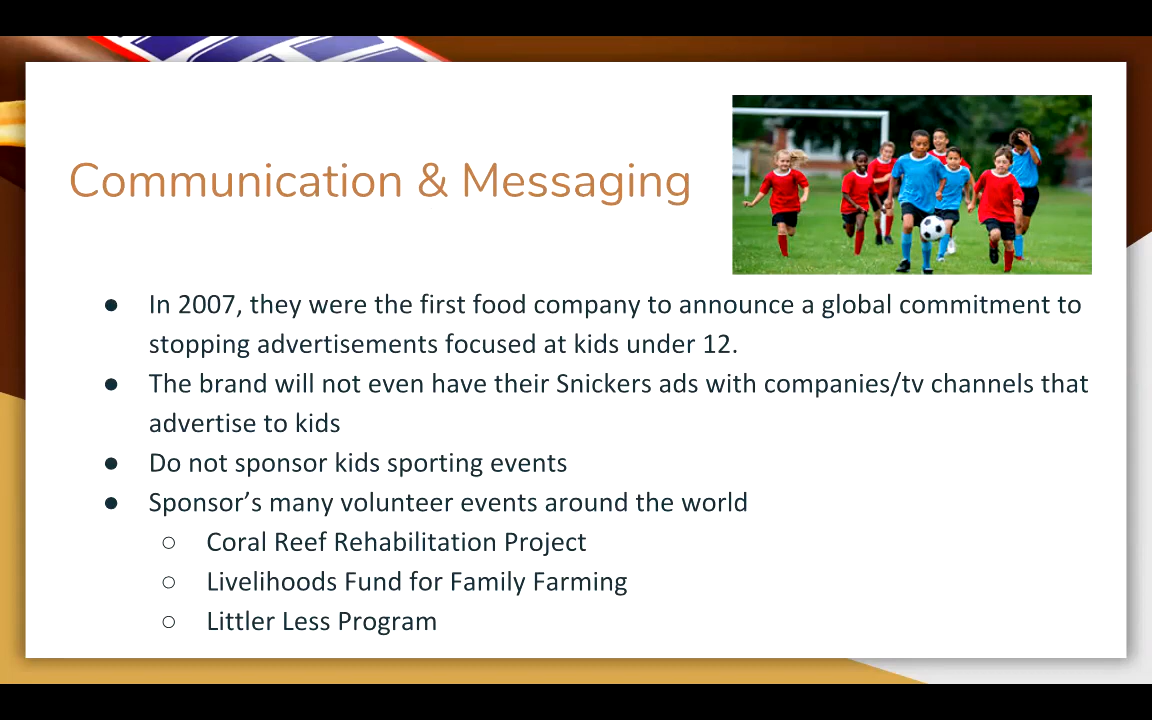 Communication & Messaging
● In 2007, they were the first food company to announce a global commitment to
stopping advertisements focused at kids under 12.
● The brand will not even have their Snickers ads with companies/tv channels that
advertise to kids
● Do not sponsor kids sporting events
● Sponsor’s many volunteer events around the world
○ Coral Reef Rehabilitation Project
○ Livelihoods Fund for Family Farming
○ Littler Less Program